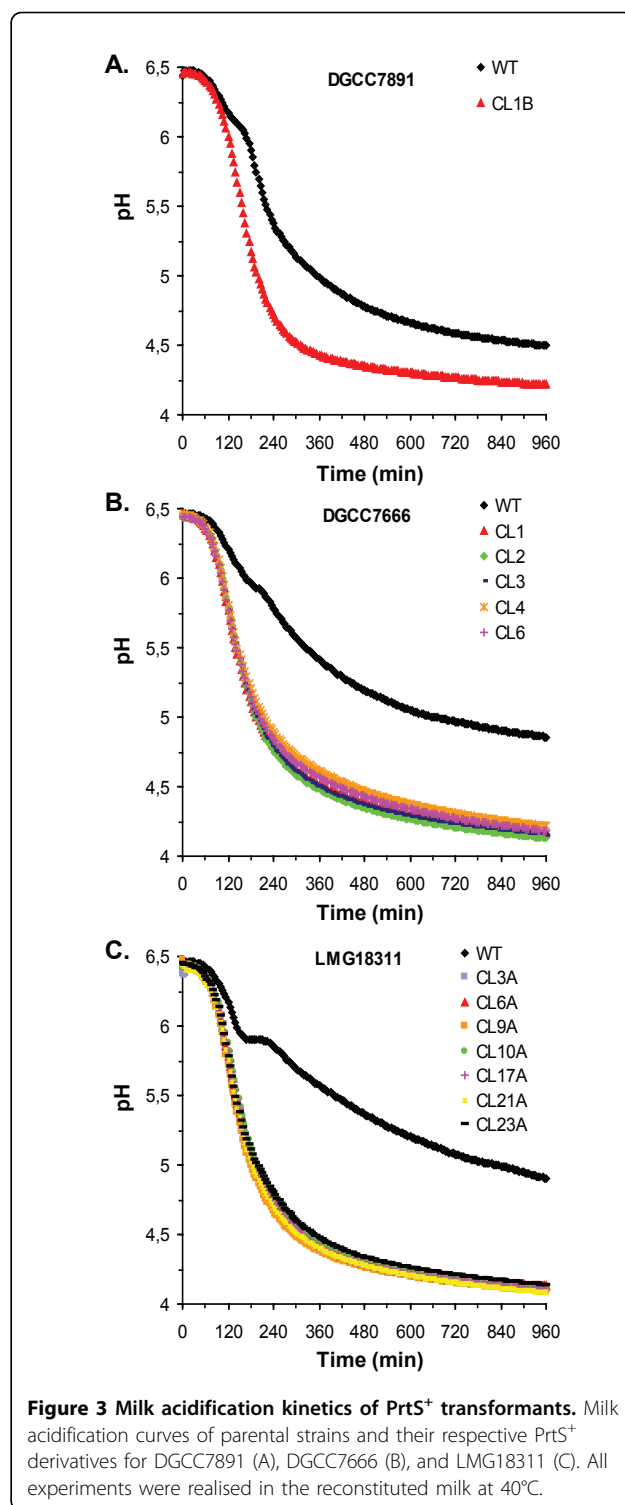 A.
DGCC7891
WT
CL1B
6,5
6
5,5
5
4,5
4
pH
0 120 240 360 480 600 720 840 960
Time (min)
B.
DGCC7666
WT
CL1
CL2
CL3
CL4
CL6
6,5
6
5,5
5
4,5
4
pH
0 120 240 360 480 600 720 840 960
Time (min)
C.
LMG18311
WT
CL3A
CL6A
CL9A
CL10A
CL17A
CL21A
CL23A
6,5
6
5,5
5
4,5
4
pH
0 120 240 360 480 600 720 840 960
Time (min)
Figure 3 Milk acidification kinetics of PrtS⁺ transformants. Milk
acidification curves of parental strains and their respective PrtS⁺
derivatives for DGCC7891 (A), DGCC7666 (B), and LMG18311 (C). All
experiments were realised in the reconstituted milk at 40°C.